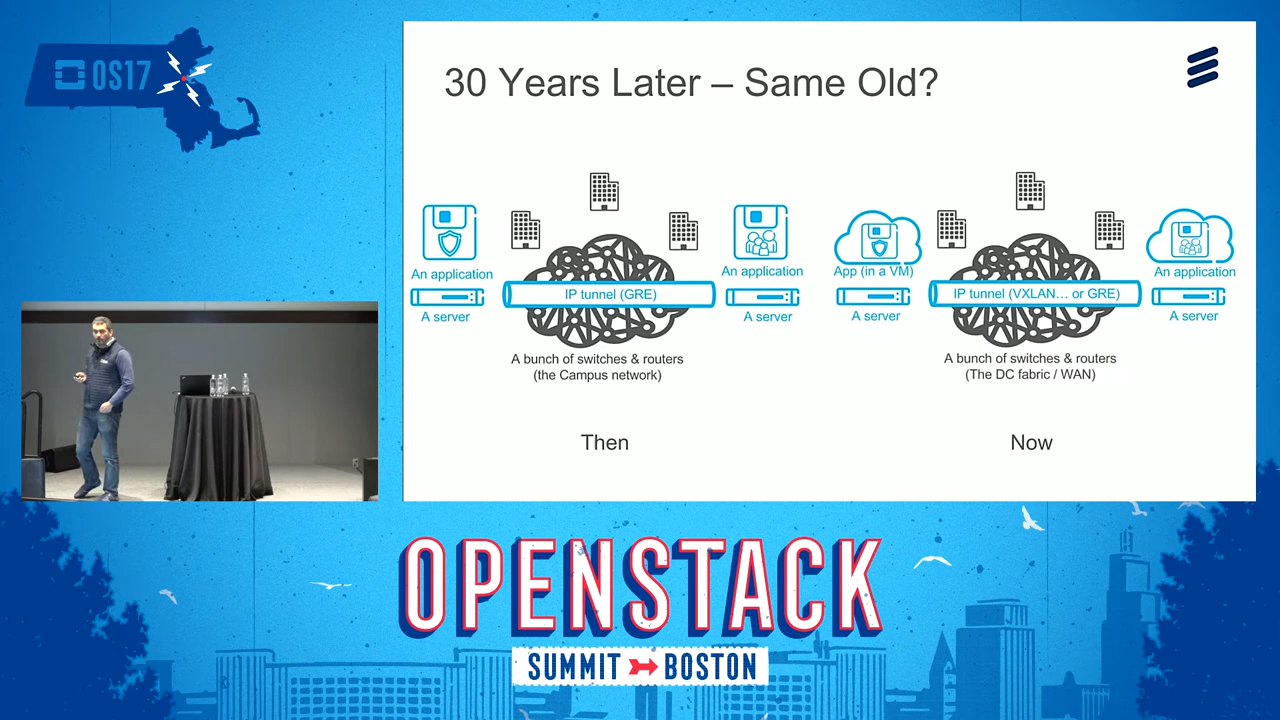 OS17
30 Years Later – Same Old?
An application
A server
IP tunnel (GRE)
An application
A server
A bunch of switches & routers
(the Campus network)
Then
App (in a VM)
A server
IP tunnel (VXLAN... or GRE)
An application
A server
A bunch of switches & routers
(The DC fabric / WAN)
Now
OPENSTACK
SUMMIT BOSTON